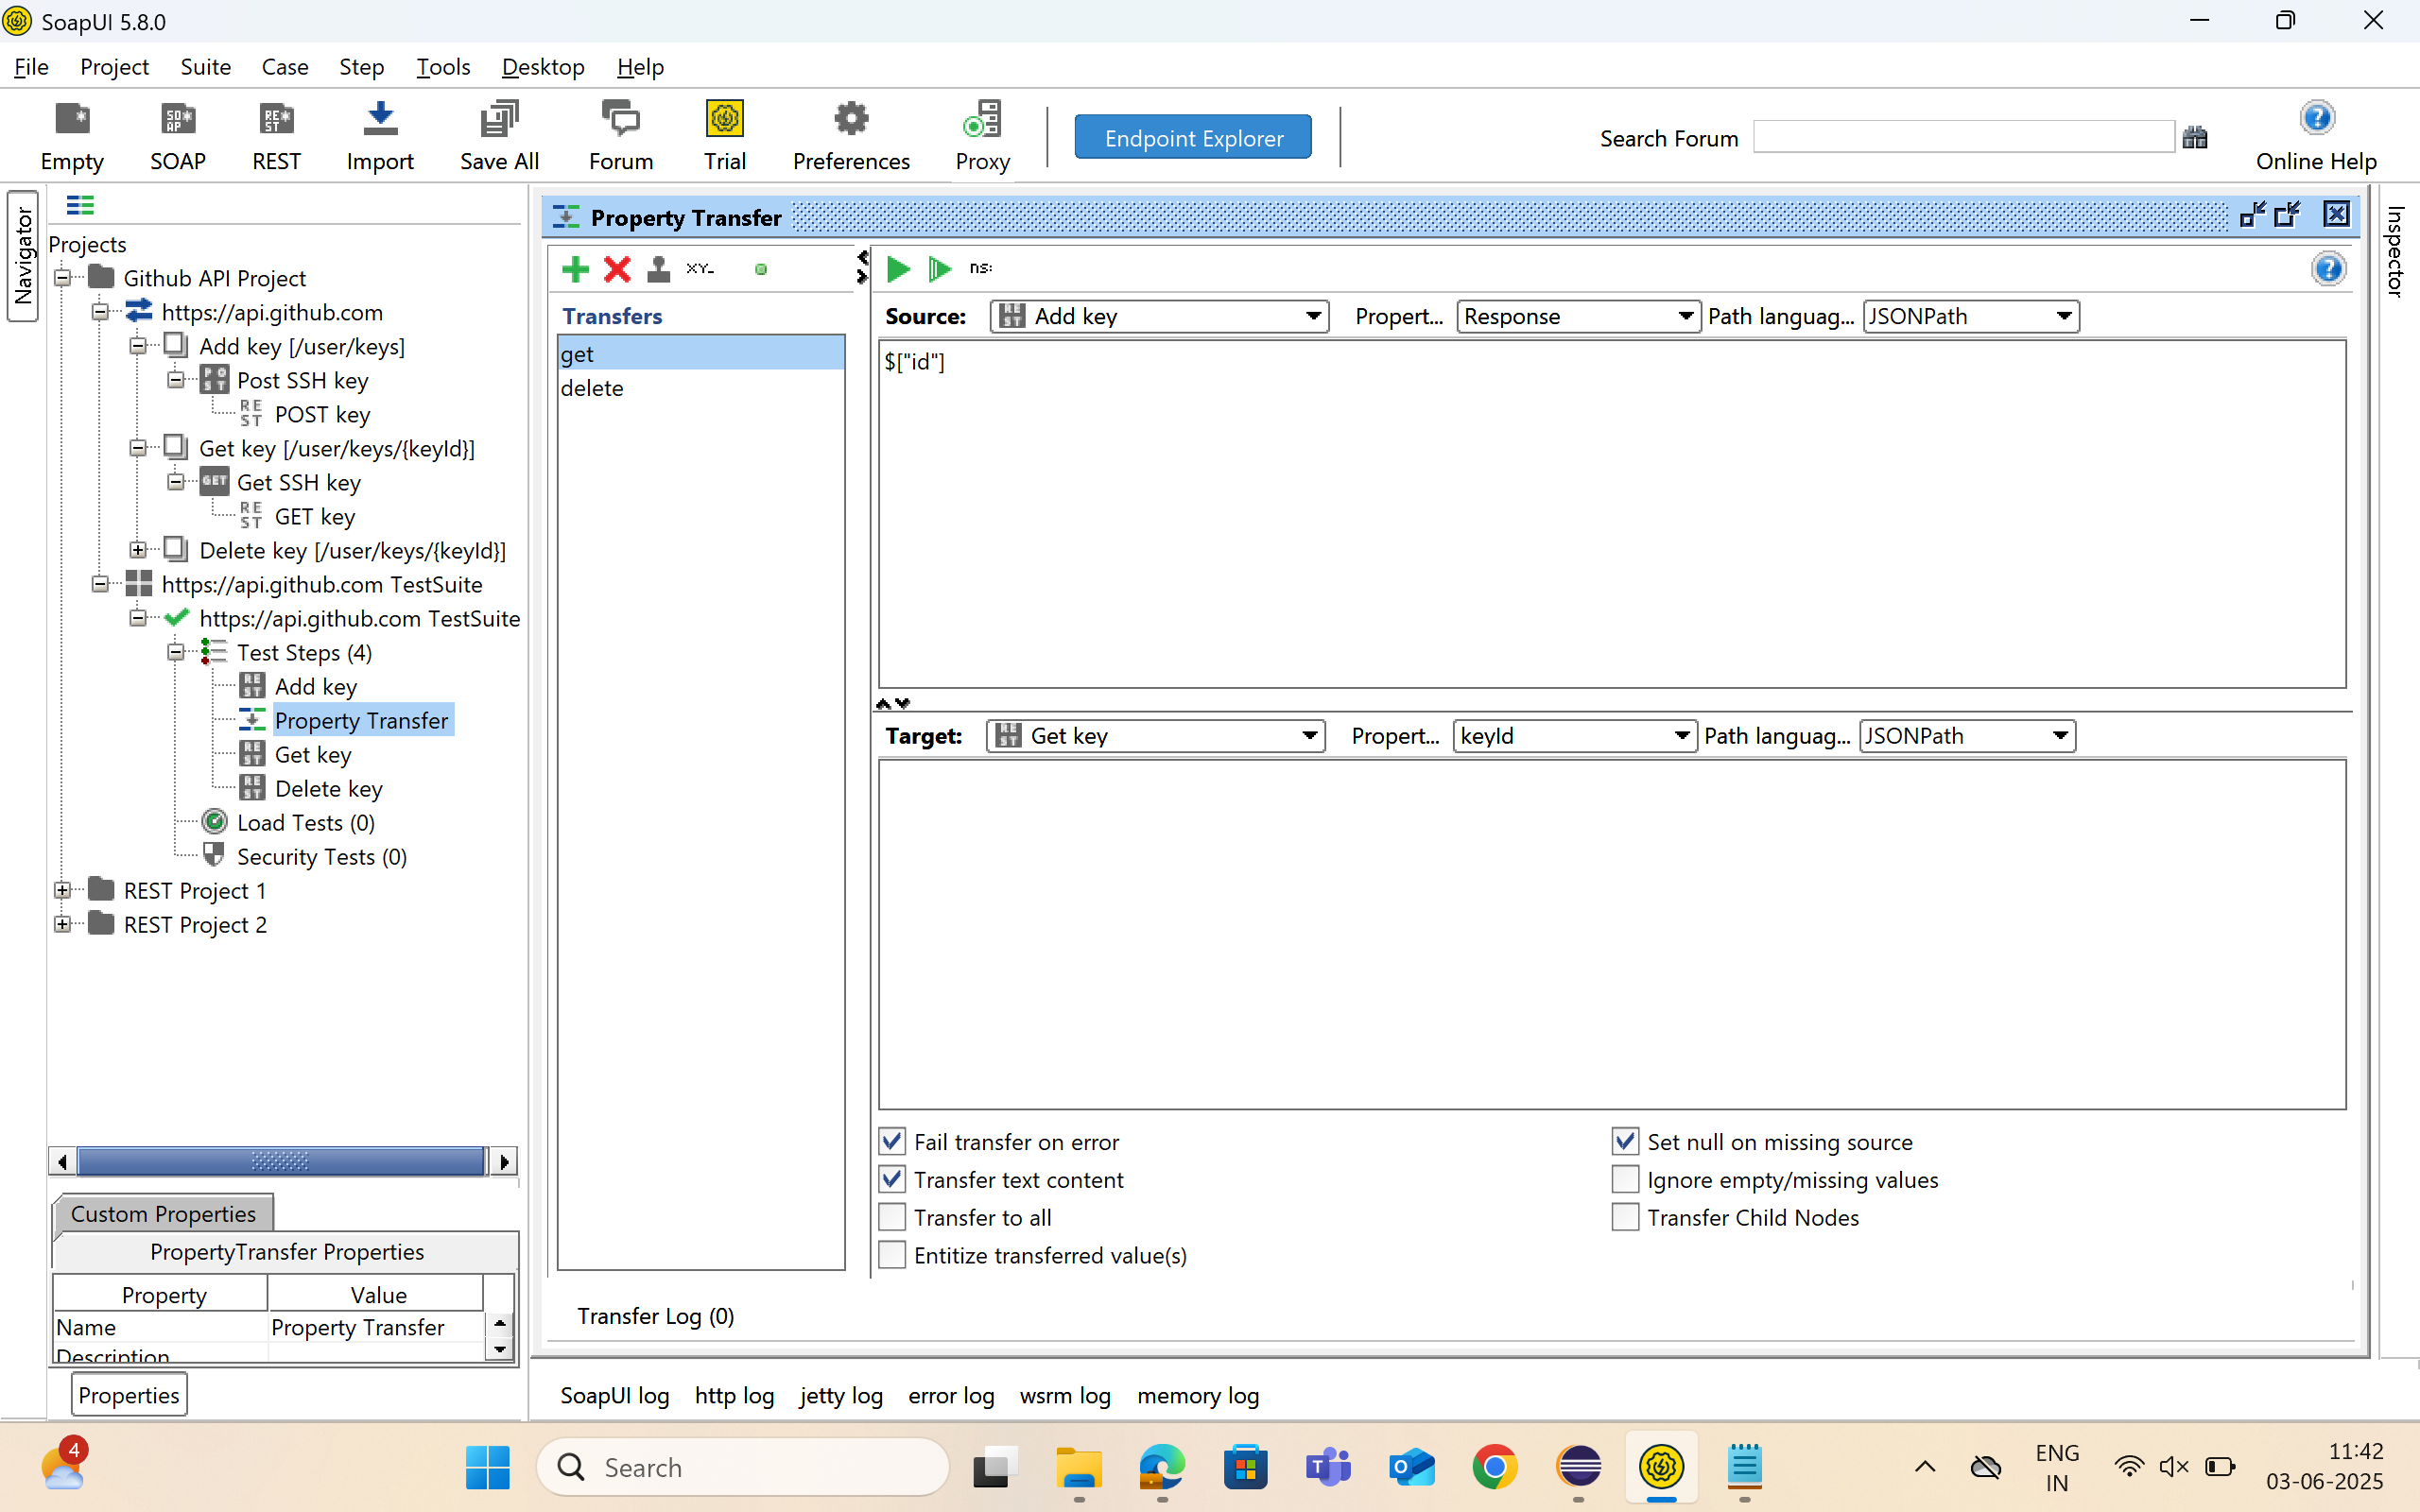 SoapUI 5.8.0
File Project Suite Case Step Tools Desktop Help
Empty SOAP REST Import Save All Forum Trial Preferences Proxy Endpoint Explorer Search Forum Online Help
Navigator
Projects
Github API Project
https://api.github.com
Add key [/user/keys]
Post SSH key
POST key
Get key [/user/keys/{keyId}]
Get SSH key
GET key
Delete key [/user/keys/{keyId}]
https://api.github.com TestSuite
https://api.github.com TestSuite
Test Steps (4)
Add key
Property Transfer
Get key
Delete key
Load Tests (0)
Security Tests (0)
REST Project 1
REST Project 2
Custom Properties
PropertyTransfer Properties
Property Value
Name Property Transfer
Description
Properties
Property Transfer
XY-
ns:
Transfers
get
delete
Source: Add key Propert... Response Path languag... JSONPath
$["id"]
Target: Get key Propert... keyId Path languag... JSONPath
Fail transfer on error
Set null on missing source
Transfer text content
Ignore empty/missing values
Transfer to all
Transfer Child Nodes
Entitize transferred value(s)
Transfer Log (0)
SoapUI log http log jetty log error log wsrm log memory log
Inspector
4
Search
ENG
IN
11:42
03-06-2025